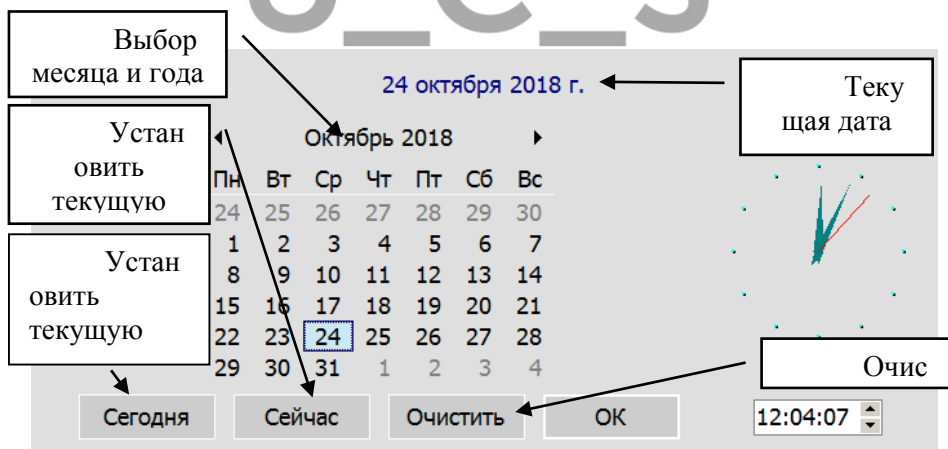 U_C_S
Выбор
месяца и года
24 октября 2018 г.
Теку
щая дата
Устан
овить
текущую
Октябрь 2018
Пн Вт Ср Чт Пт Сб Вс
24 25 26 27 28 29 30
1 2 3 4 5 6 7
8 9 10 11 12 13 14
15 16 17 18 19 20 21
22 23 24 25 26 27 28
29 30 31 1 2 3 4
Устан
овить
текущую
Очис
Сегодня Сейчас Очистить ОК 12:04:07